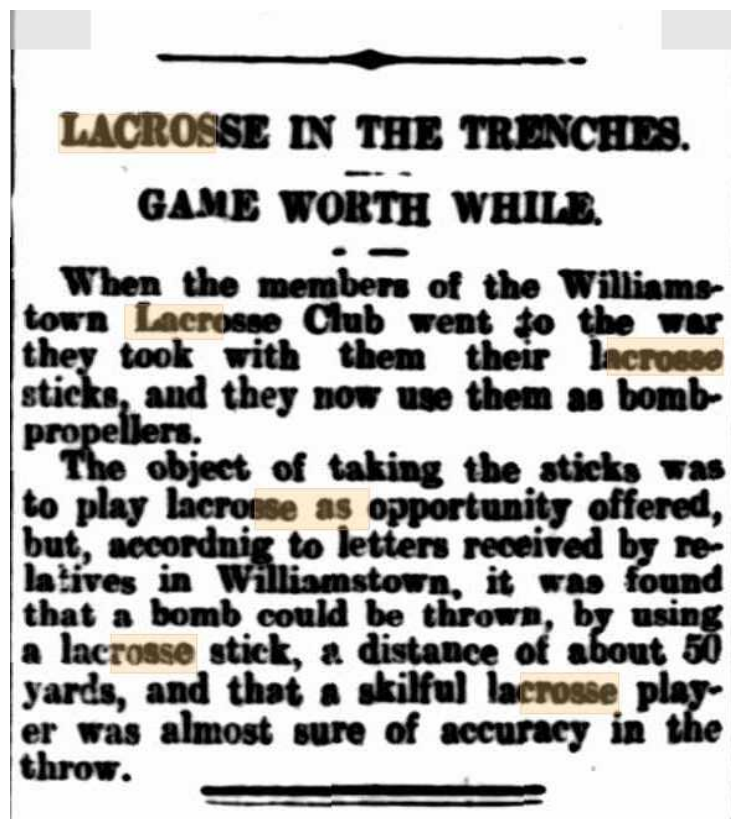 LACROSSE IN THE TRENCHES.
GAME WORTH WHILE.
When the members of the Williams-
town Lacrosse Club went to the war
they took with them their lacrosse
sticks, and they now use them as bomb-
propellers.
The object of taking the sticks was
to play lacrosse as opportunity offered,
but, accordnig to letters received by re-
latives in Williamstown, it was found
that a bomb could be thrown, by using
a lacrosse stick, a distance of about 50
yards, and that a skilful lacrosse play-
er was almost sure of accuracy in the
throw.